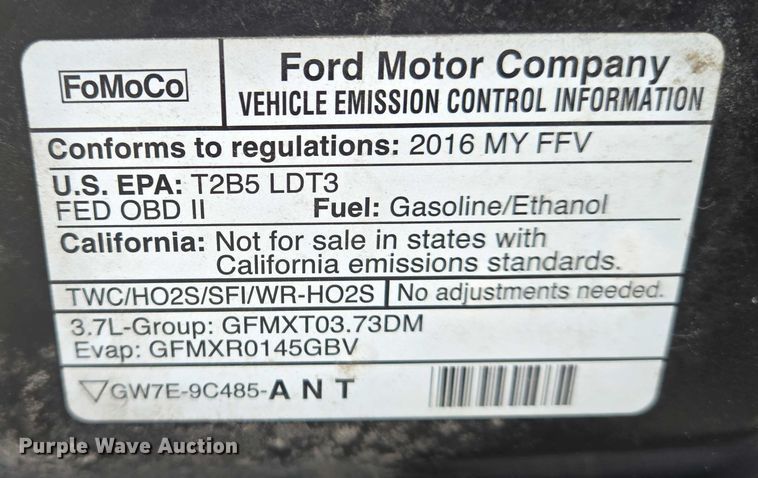 FoMoCo
Ford Motor Company
VEHICLE EMISSION CONTROL INFORMATION
Conforms to regulations: 2016 MY FFV
U.S. EPA: T2B5 LDT3
FED OBD II Fuel: Gasoline/Ethanol
California: Not for sale in states with
California emissions standards.
TWC/HO2S/SFI/WR-HO2S No adjustments needed.
3.7L-Group: GFMXT03.73DM
Evap: GFMXR0145GBV
GW7E-9C485-ANT
Purple Wave Auction